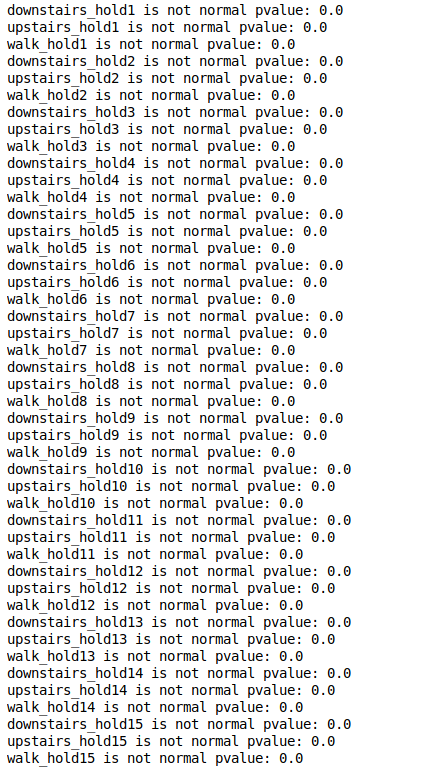 downstairs_hold1 is not normal pvalue: 0.0
upstairs_hold1 is not normal pvalue: 0.0
walk_hold1 is not normal pvalue: 0.0
downstairs_hold2 is not normal pvalue: 0.0
upstairs_hold2 is not normal pvalue: 0.0
walk_hold2 is not normal pvalue: 0.0
downstairs_hold3 is not normal pvalue: 0.0
upstairs_hold3 is not normal pvalue: 0.0
walk_hold3 is not normal pvalue: 0.0
downstairs_hold4 is not normal pvalue: 0.0
upstairs_hold4 is not normal pvalue: 0.0
walk_hold4 is not normal pvalue: 0.0
downstairs_hold5 is not normal pvalue: 0.0
upstairs_hold5 is not normal pvalue: 0.0
walk_hold5 is not normal pvalue: 0.0
downstairs_hold6 is not normal pvalue: 0.0
upstairs_hold6 is not normal pvalue: 0.0
walk_hold6 is not normal pvalue: 0.0
downstairs_hold7 is not normal pvalue: 0.0
upstairs_hold7 is not normal pvalue: 0.0
walk_hold7 is not normal pvalue: 0.0
downstairs_hold8 is not normal pvalue: 0.0
upstairs_hold8 is not normal pvalue: 0.0
walk_hold8 is not normal pvalue: 0.0
downstairs_hold9 is not normal pvalue: 0.0
upstairs_hold9 is not normal pvalue: 0.0
walk_hold9 is not normal pvalue: 0.0
downstairs_hold10 is not normal pvalue: 0.0
upstairs_hold10 is not normal pvalue: 0.0
walk_hold10 is not normal pvalue: 0.0
downstairs_hold11 is not normal pvalue: 0.0
upstairs_hold11 is not normal pvalue: 0.0
walk_hold11 is not normal pvalue: 0.0
downstairs_hold12 is not normal pvalue: 0.0
upstairs_hold12 is not normal pvalue: 0.0
walk_hold12 is not normal pvalue: 0.0
downstairs_hold13 is not normal pvalue: 0.0
upstairs_hold13 is not normal pvalue: 0.0
walk_hold13 is not normal pvalue: 0.0
downstairs_hold14 is not normal pvalue: 0.0
upstairs_hold14 is not normal pvalue: 0.0
walk_hold14 is not normal pvalue: 0.0
downstairs_hold15 is not normal pvalue: 0.0
upstairs_hold15 is not normal pvalue: 0.0
walk_hold15 is not normal pvalue: 0.0